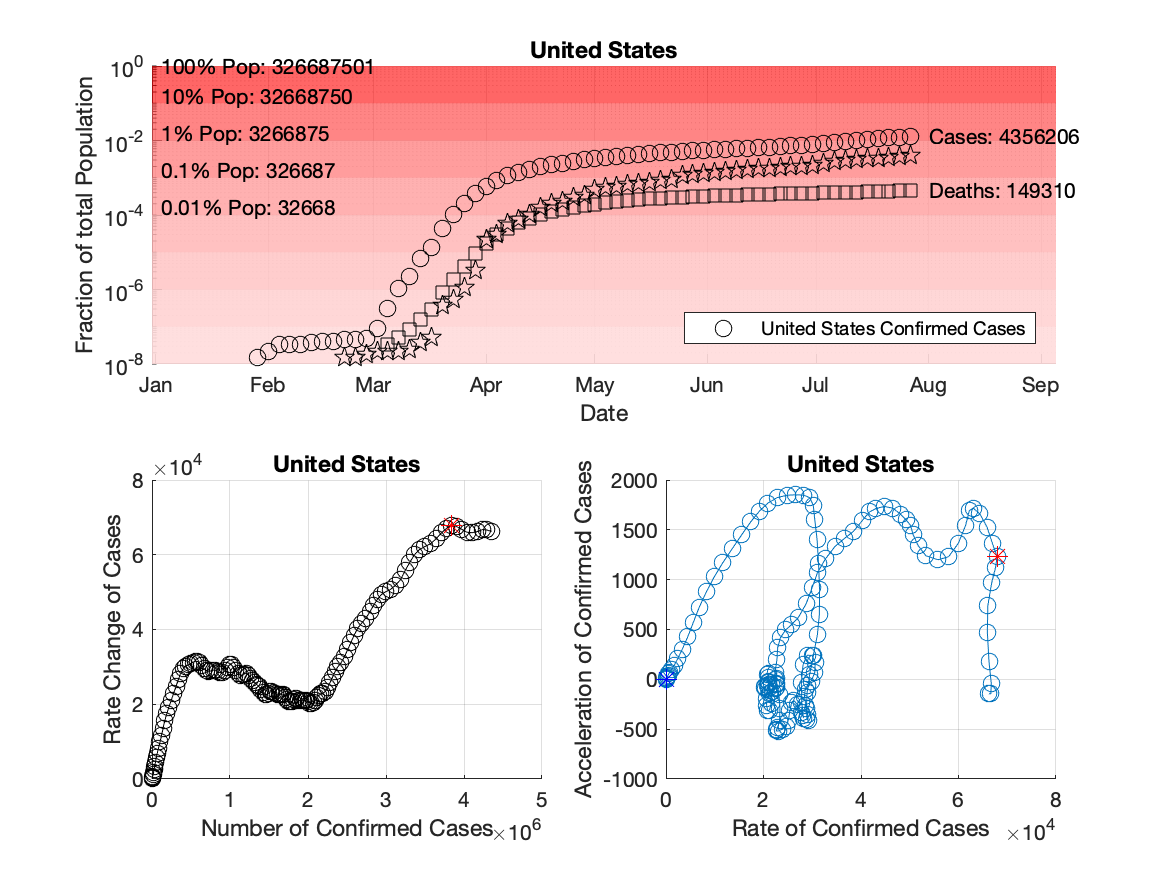 United States
10^0
10^-2
10^-4
10^-6
10^-8
Fraction of total Population
100% Pop: 326687501
10% Pop: 32668750
1% Pop: 3266875
0.1% Pop: 326687
0.01% Pop: 32668
Cases: 4356206
Deaths: 149310
United States Confirmed Cases
Jan Feb Mar Apr May Jun Jul Aug Sep
Date
United States
×10^4
8
6
4
2
0
Rate Change of Cases
0 1 2 3 4 5
Number of Confirmed Cases ×10^6
United States
2000
1500
1000
500
0
-500
-1000
Acceleration of Confirmed Cases
0 2 4 6 8
Rate of Confirmed Cases ×10^4